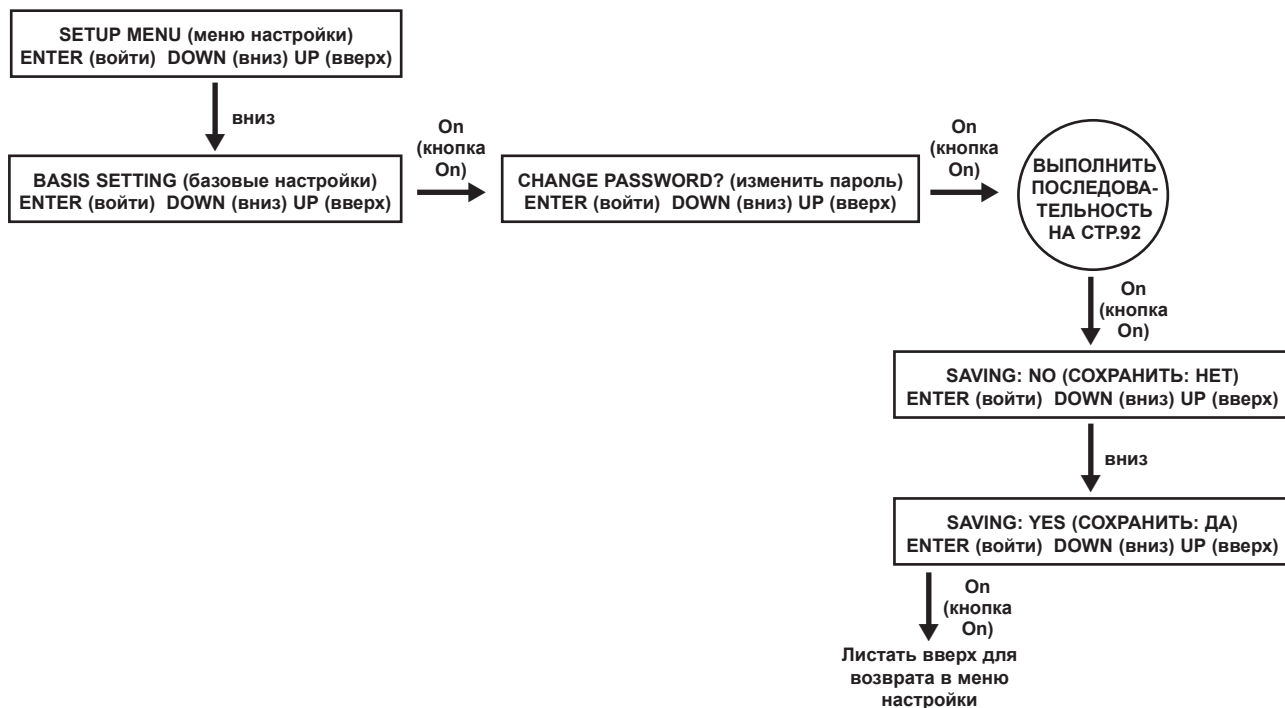 SETUP MENU (меню настройки)
ENTER (войти) DOWN (вниз) UP (вверх)
вниз
BASIS SETTING (базовые настройки)
ENTER (войти) DOWN (вниз) UP (вверх)
On
(кнопка
On)
CHANGE PASSWORD? (изменить пароль)
ENTER (войти) DOWN (вниз) UP (вверх)
On
(кнопка
On)
ВЫПОЛНИТЬ
ПОСЛЕДОВА-
ТЕЛЬНОСТЬ
НА СТР.92
On
(кнопка
On)
SAVING: NO (СОХРАНИТЬ: НЕТ)
ENTER (войти) DOWN (вниз) UP (вверх)
вниз
SAVING: YES (СОХРАНИТЬ: ДА)
ENTER (войти) DOWN (вниз) UP (вверх)
On
(кнопка
On)
Листать вверх для
возврата в меню
настройки